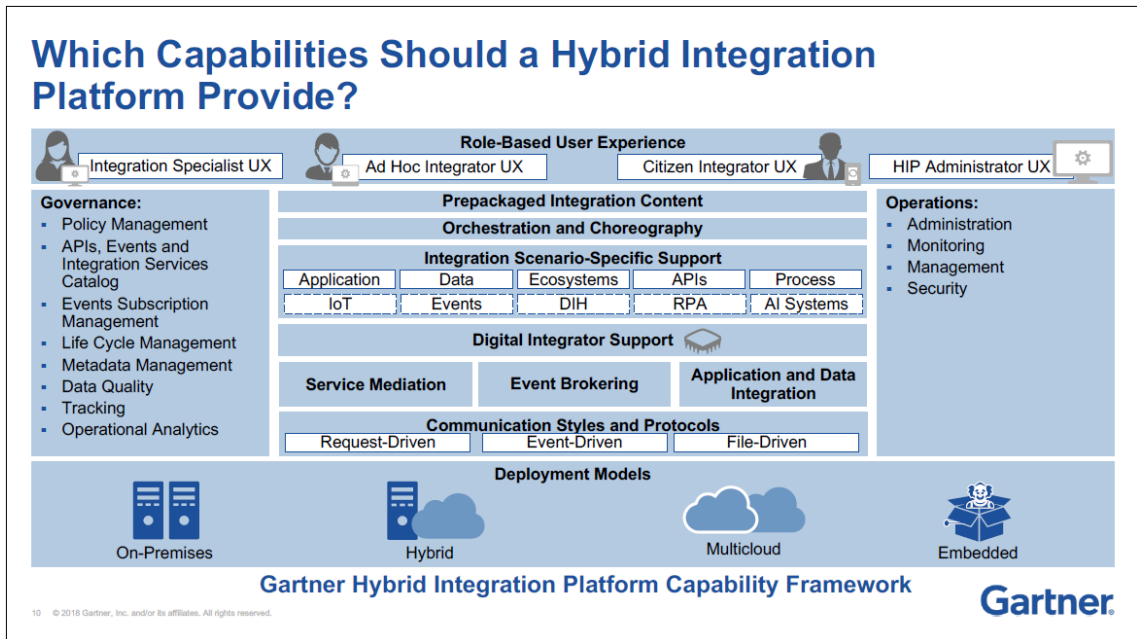 Which Capabilities Should a Hybrid Integration
Platform Provide?
Role-Based User Experience
Integration Specialist UX
Ad Hoc Integrator UX
Citizen Integrator UX
HIP Administrator UX
Governance:
▪ Policy Management
▪ APIs, Events and
Integration Services
Catalog
▪ Events Subscription
Management
▪ Life Cycle Management
▪ Metadata Management
▪ Data Quality
▪ Tracking
▪ Operational Analytics
Prepackaged Integration Content
Orchestration and Choreography
Integration Scenario-Specific Support
Application Data Ecosystems APIs Process
IoT Events DIH RPA AI Systems
Digital Integrator Support
Service Mediation
Event Brokering
Application and Data
Integration
Communication Styles and Protocols
Request-Driven Event-Driven File-Driven
Operations:
▪ Administration
▪ Monitoring
▪ Management
▪ Security
Deployment Models
On-Premises Hybrid Multicloud Embedded
Gartner Hybrid Integration Platform Capability Framework
10 © 2018 Gartner, Inc. and/or its affiliates. All rights reserved.
Gartner®